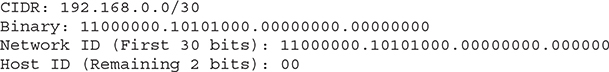 CIDR: 192.168.0.0/30
Binary: 11000000.10101000.00000000.00000000
Network ID (First 30 bits): 11000000.10101000.00000000.000000
Host ID (Remaining 2 bits): 00